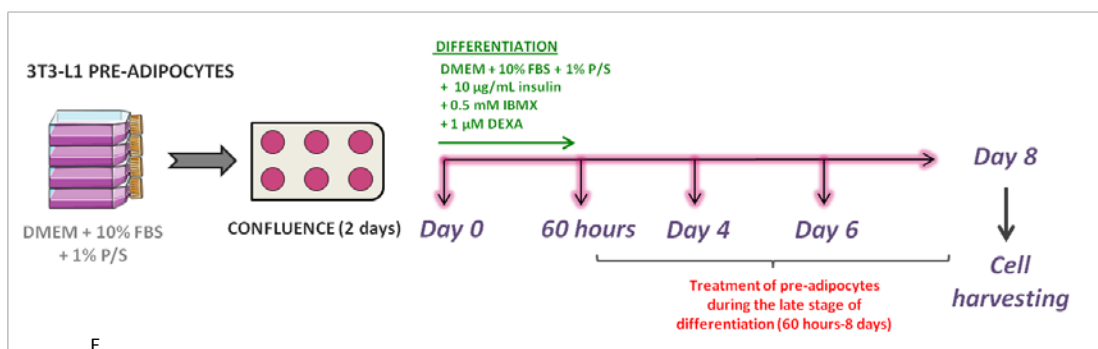 3T3-L1 PRE-ADIPOCYTES
DMEM + 10% FBS
+ 1% P/S
CONFLUENCE (2 days)
DIFFERENTIATION
DMEM + 10% FBS + 1% P/S
+ 10 µg/mL insulin
+ 0.5 mM IBMX
+ 1 µM DEXA
Day 0
60 hours
Day 4
Day 6
Day 8
Treatment of pre-adipocytes
during the late stage of
differentiation (60 hours-8 days)
Cell
harvesting